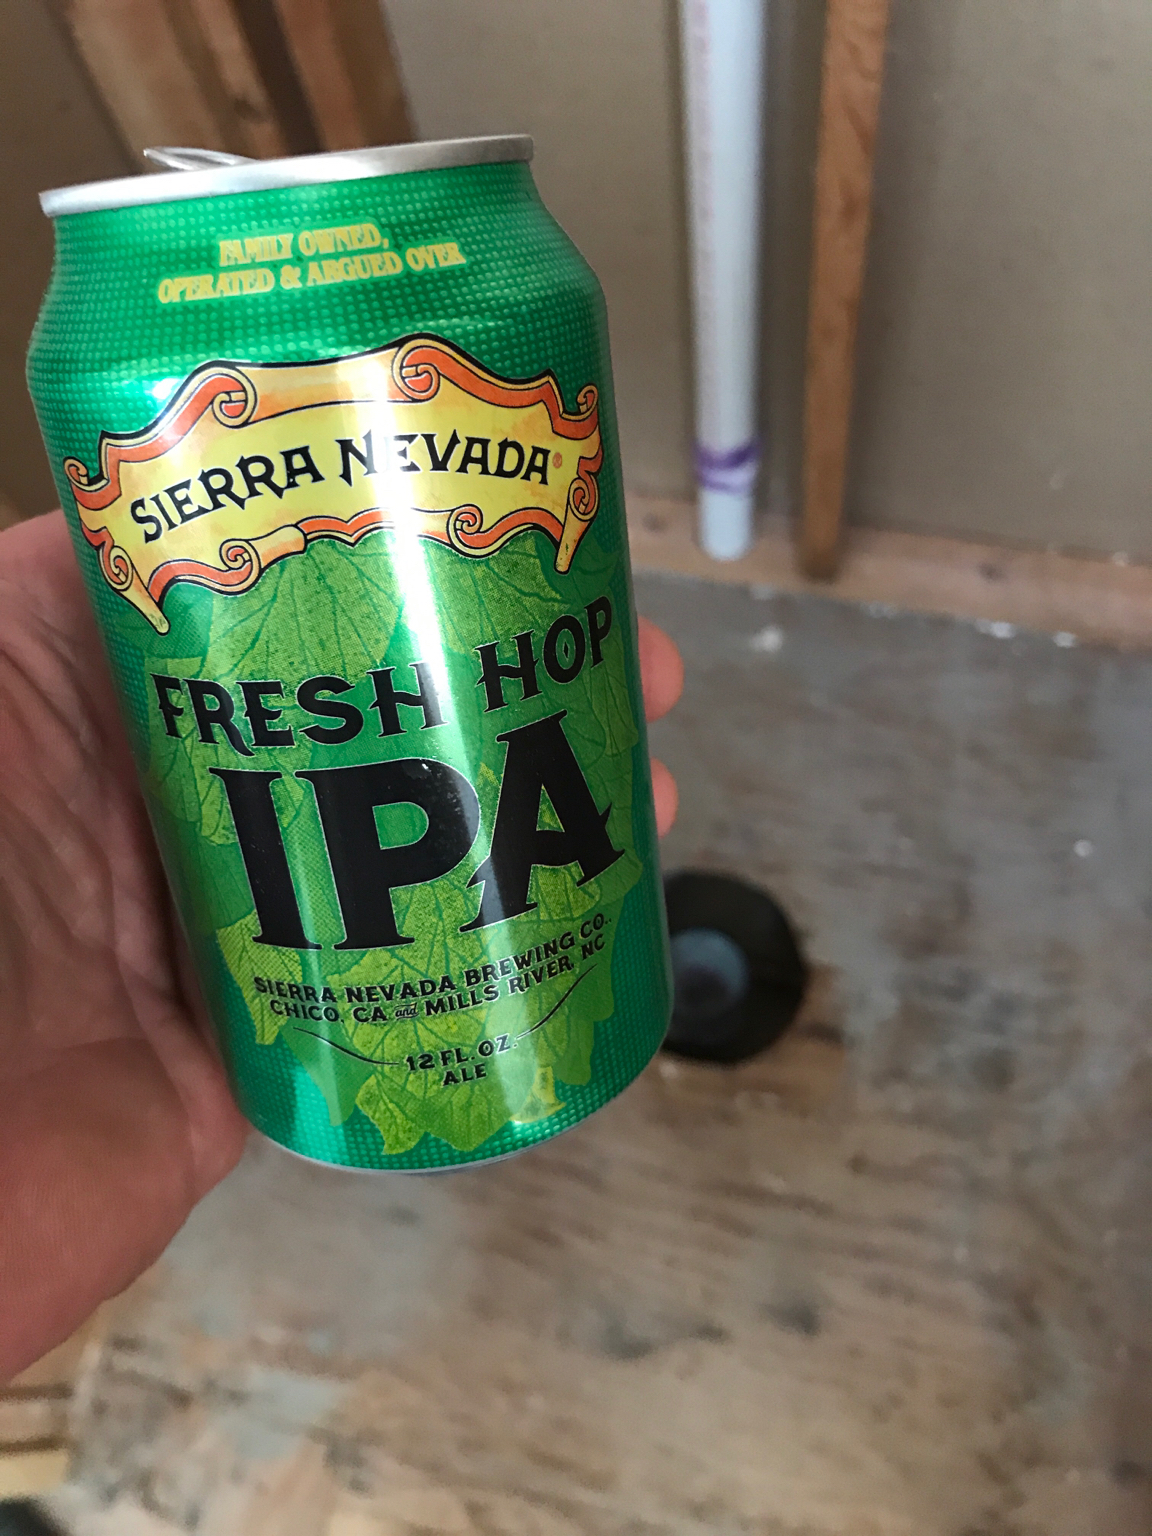 FAMILY OWNED,
OPERATED & ARGUED OVER
SIERRA NEVADA®
FRESH HOP
IPA
SIERRA NEVADA BREWING CO.
CHICO, CA and MILLS RIVER, NC
12 FL. OZ.
ALE